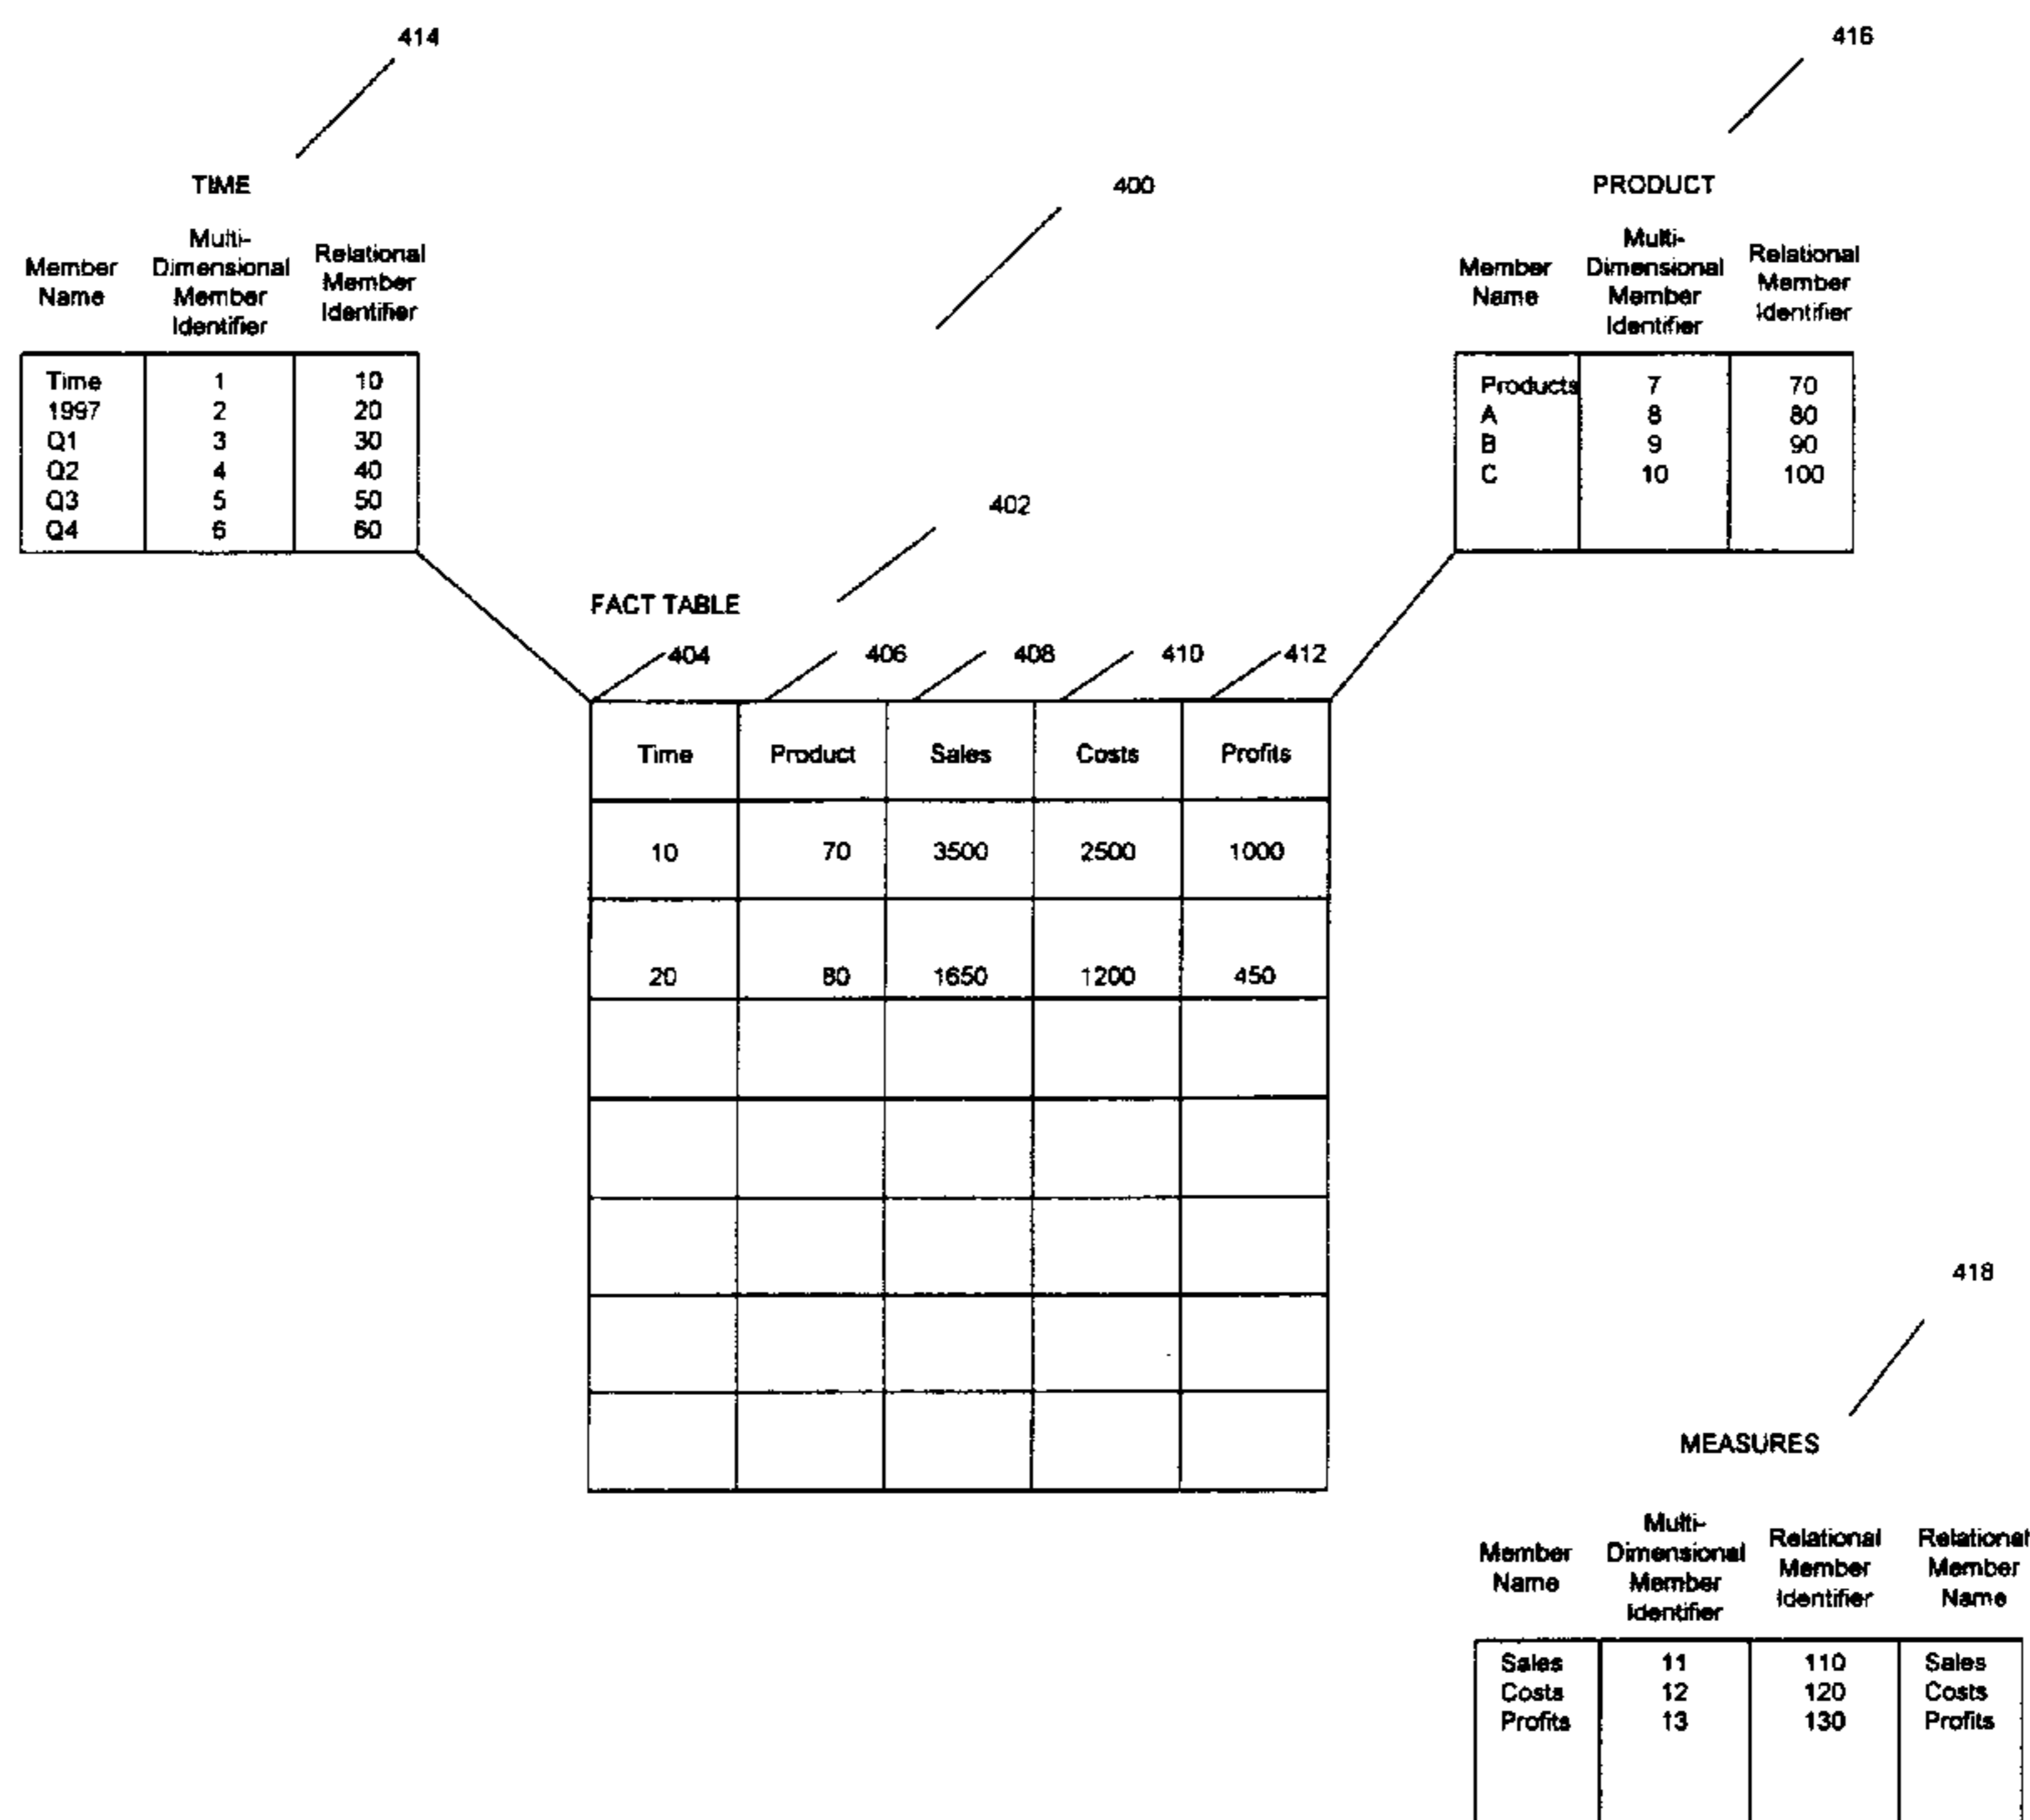 414
416
TIME
400
PRODUCT
Member Name
Multi-Dimensional Member Identifier
Relational Member Identifier
Member Name
Multi-Dimensional Member Identifier
Relational Member Identifier
Time 1 10
1997 2 20
Q1 3 30
Q2 4 40
Q3 5 50
Q4 6 60
Products 7 70
A 8 80
B 9 90
C 10 100
402
FACT TABLE
404 406 408 410 412
Time Product Sales Costs Profits
10 70 3500 2500 1000
20 80 1650 1200 450
418
MEASURES
Member Name
Multi-Dimensional Member Identifier
Relational Member Identifier
Relational Member Name
Sales 11 110 Sales
Costs 12 120 Costs
Profits 13 130 Profits